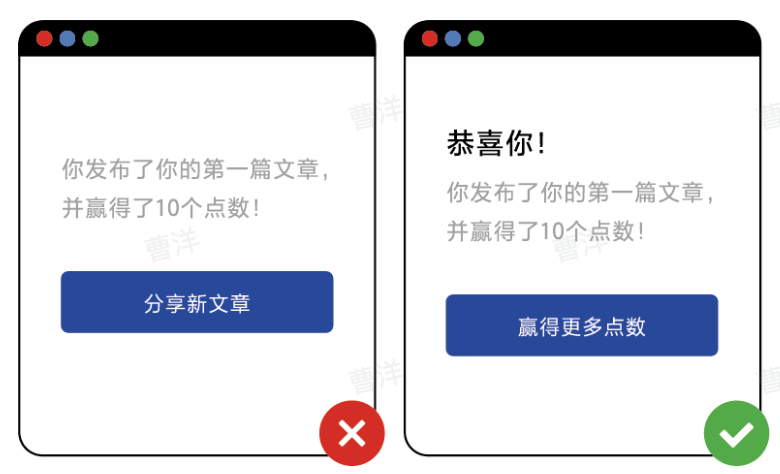 你发布了你的第一篇文章，
并赢得了10个点数！
分享新文章
恭喜你！
你发布了你的第一篇文章，
并赢得了10个点数！
赢得更多点数
曹洋
曹洋
曹洋
曹洋
曹
曹